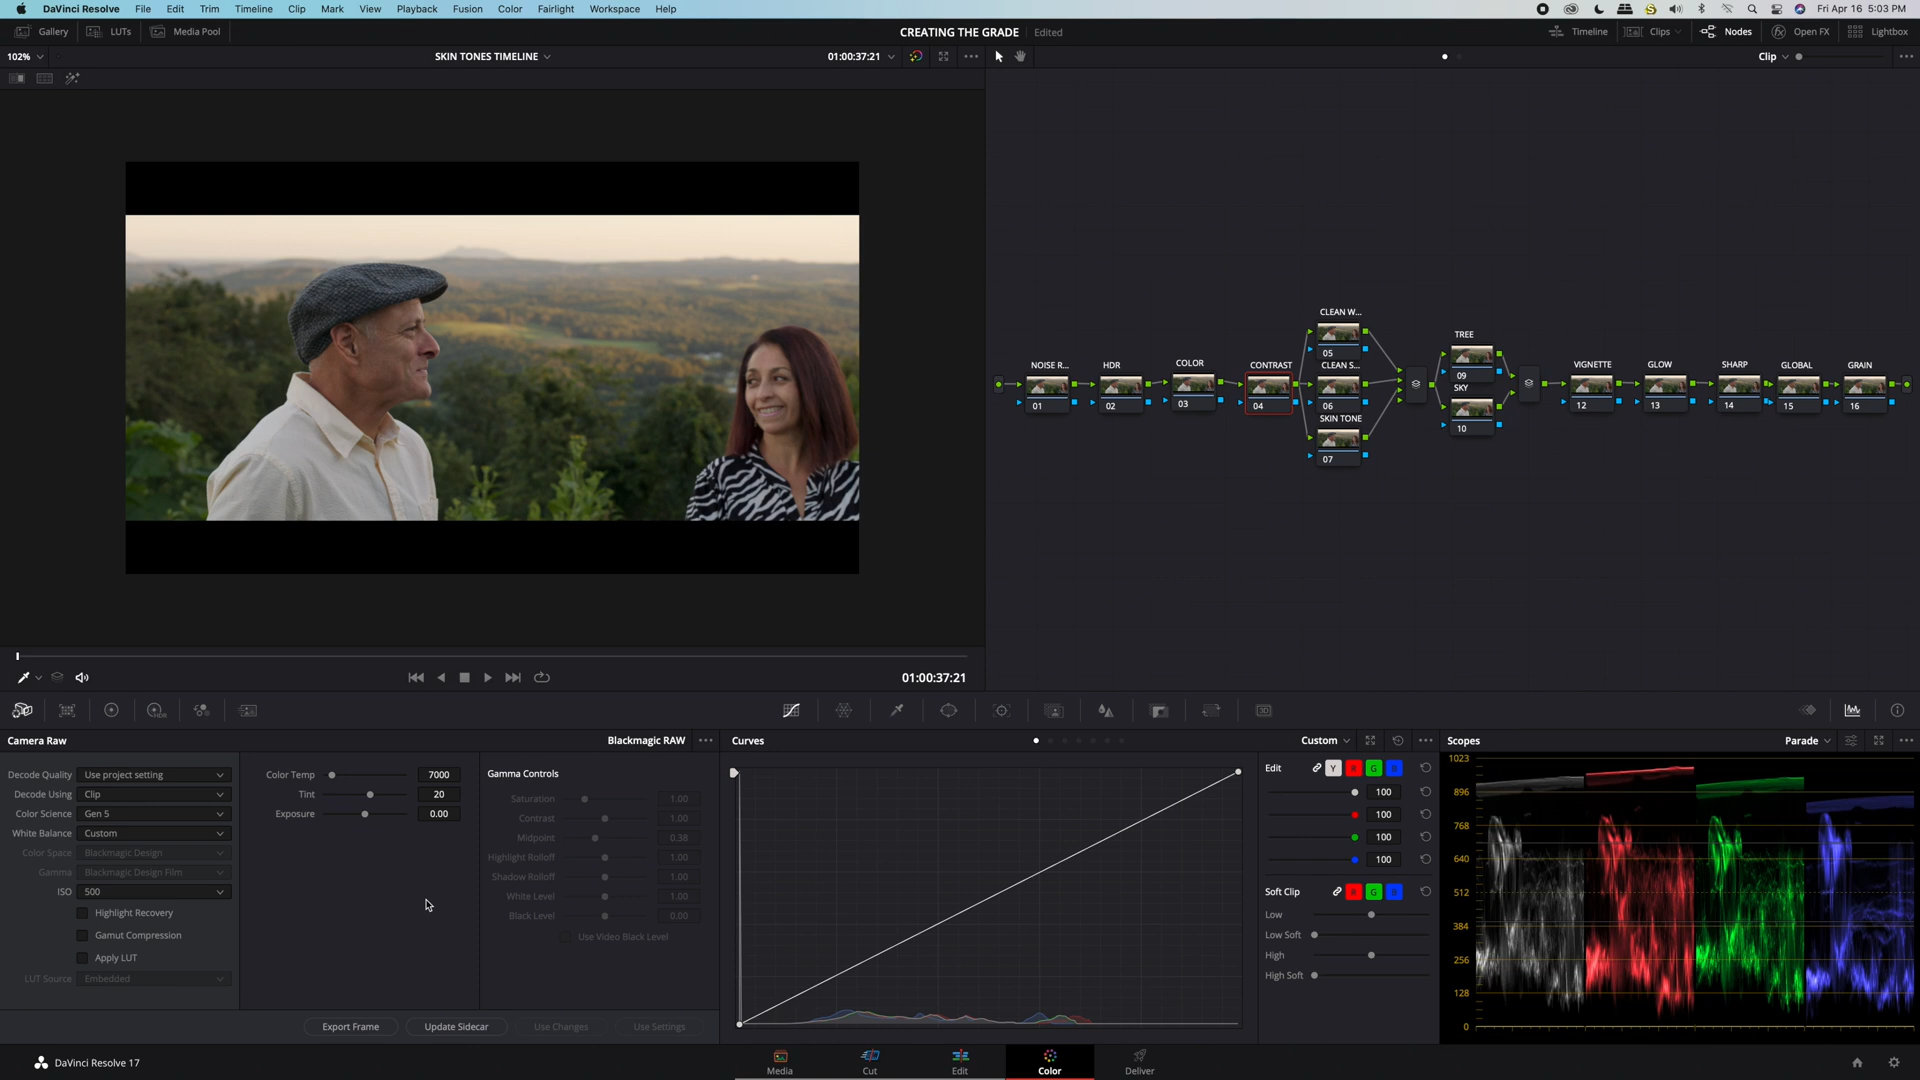 DaVinci Resolve File Edit Trim Timeline Clip Mark View Playback Fusion Color Fairlight Workspace Help
Fri Apr 16 5:03 PM
Gallery LUTs Media Pool
CREATING THE GRADE Edited
Timeline Clips Nodes Open FX Lightbox
102%
SKIN TONES TIMELINE
01:00:37:21
Clip
CLEAN W...
05
NOISE R...
01
HDR
02
COLOR
03
CONTRAST
04
CLEAN S...
06
SKIN TONE
07
TREE
09
SKY
10
VIGNETTE
12
GLOW
13
SHARP
14
GLOBAL
15
GRAIN
16
01:00:37:21
HDR
3D
Camera Raw
Blackmagic RAW
Decode Quality Use project setting
Decode Using Clip
Color Science Gen 5
White Balance Custom
Color Space Blackmagic Design
Gamma Blackmagic Design Film
ISO 500
Highlight Recovery
Gamut Compression
Apply LUT
LUT Source Embedded
Color Temp 7000
Tint 20
Exposure 0.00
Gamma Controls
Saturation 1.00
Contrast 1.00
Midpoint 0.38
Highlight Rolloff 1.00
Shadow Rolloff 1.00
White Level 1.00
Black Level 0.00
Use Video Black Level
Export Frame Update Sidecar Use Changes Use Settings
Curves
Custom
Edit Y R G B
100
100
100
100
Soft Clip R G B
Low
Low Soft
High
High Soft
Scopes
Parade
1023
896
768
640
512
384
256
128
0
DaVinci Resolve 17
Media Cut Edit Color Deliver